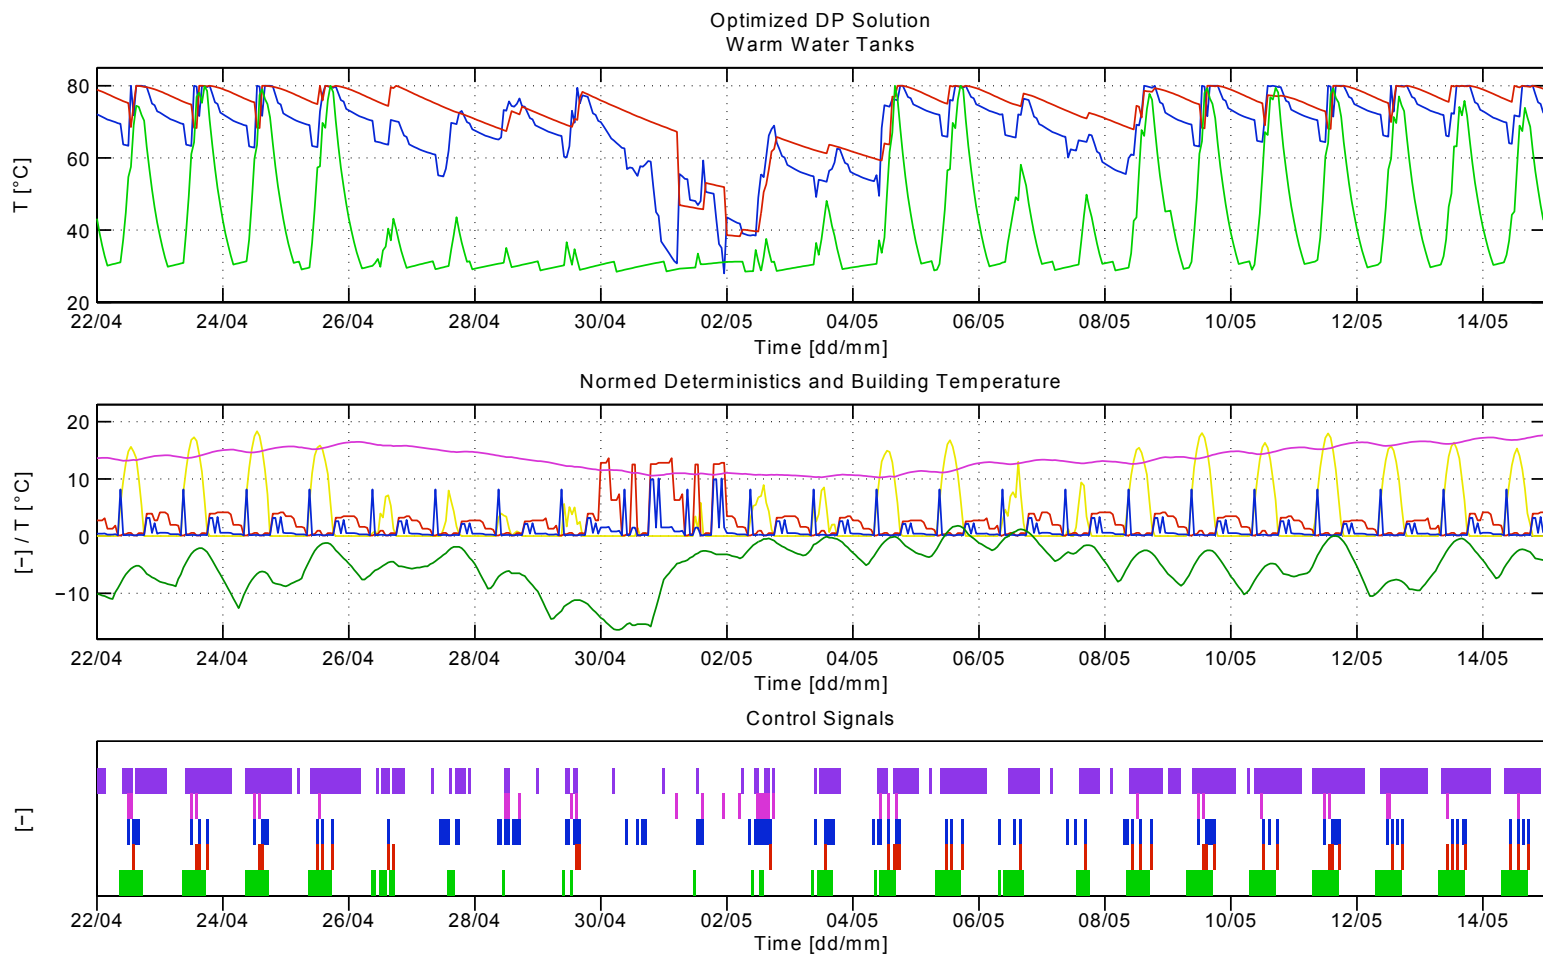 Optimized DP Solution
Warm Water Tanks
80
60
40
20
T [°C]
22/04 24/04 26/04 28/04 30/04 02/05 04/05 06/05 08/05 10/05 12/05 14/05
Time [dd/mm]
Normed Deterministics and Building Temperature
20
10
0
−10
[−] / T [°C]
22/04 24/04 26/04 28/04 30/04 02/05 04/05 06/05 08/05 10/05 12/05 14/05
Time [dd/mm]
Control Signals
[−]
22/04 24/04 26/04 28/04 30/04 02/05 04/05 06/05 08/05 10/05 12/05 14/05
Time [dd/mm]